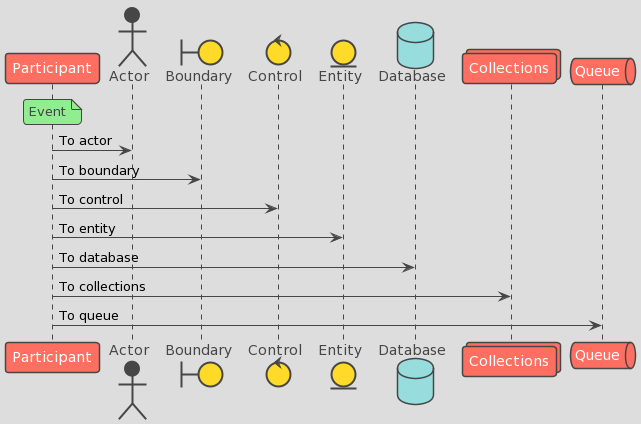 Participant
Actor
Boundary
Control
Entity
Database
Collections
Queue
Event
To actor
To boundary
To control
To entity
To database
To collections
To queue
Participant
Actor
Boundary
Control
Entity
Database
Collections
Queue